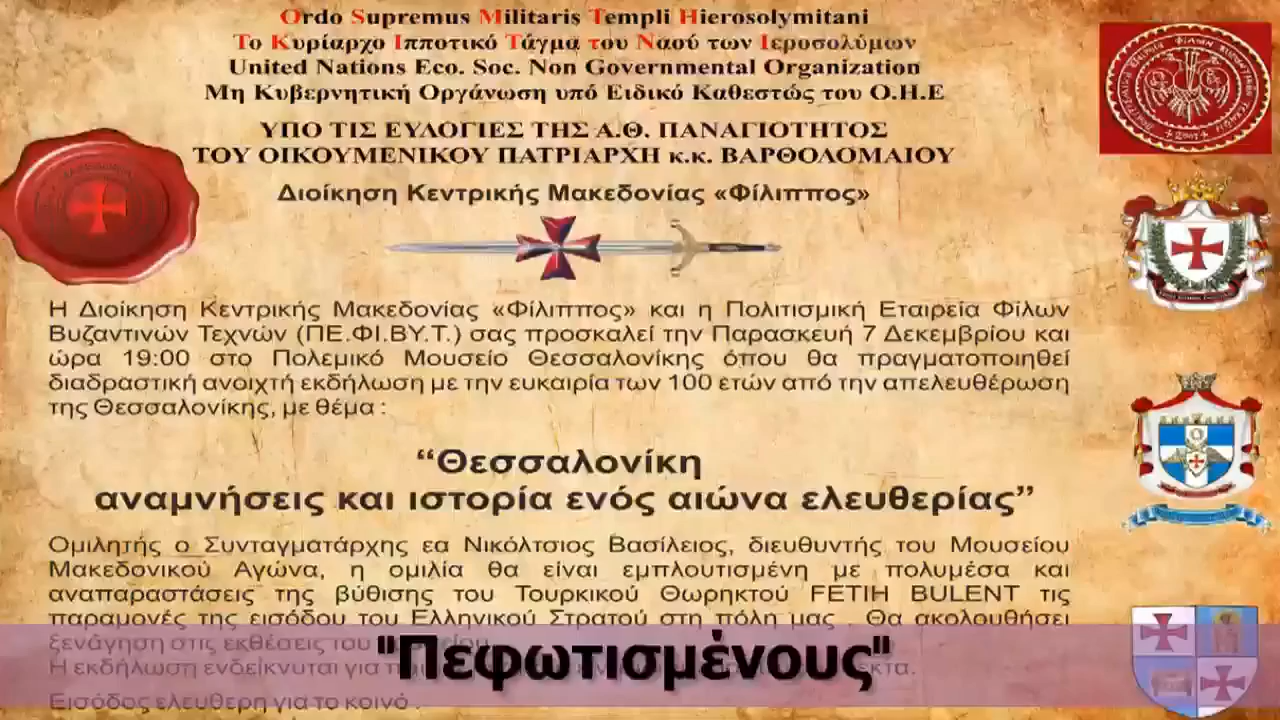 Ordo Supremus Militaris Templi Hierosolymitani
Το Κυρίαρχο Ιπποτικό Τάγμα του Ναού των Ιεροσολύμων
United Nations Eco. Soc. Non Governmental Organization
Μη Κυβερνητική Οργάνωση υπό Ειδικό Καθεστώς του Ο.Η.Ε
ΥΠΟ ΤΙΣ ΕΥΛΟΓΙΕΣ ΤΗΣ Α.Θ. ΠΑΝΑΓΙΟΤΗΤΟΣ
ΤΟΥ ΟΙΚΟΥΜΕΝΙΚΟΥ ΠΑΤΡΙΑΡΧΗ κ.κ. ΒΑΡΘΟΛΟΜΑΙΟΥ
Διοίκηση Κεντρικής Μακεδονίας «Φίλιππος»
Η Διοίκηση Κεντρικής Μακεδονίας «Φίλιππος» και η Πολιτισμική Εταιρεία Φίλων
Βυζαντινών Τεχνών (ΠΕ.ΦΙ.ΒΥ.Τ.) σας προσκαλεί την Παρασκευή 7 Δεκεμβρίου και
ώρα 19:00 στο Πολεμικό Μουσείο Θεσσαλονίκης όπου θα πραγματοποιηθεί
διαδραστική ανοιχτή εκδήλωση με την ευκαιρία των 100 ετών από την απελευθέρωση
της Θεσσαλονίκης, με θέμα :
“Θεσσαλονίκη
αναμνήσεις και ιστορία ενός αιώνα ελευθερίας”
Ομιλητής ο Συνταγματάρχης εα Νικόλτσιος Βασίλειος, διευθυντής του Μουσείου
Μακεδονικού Αγώνα, η ομιλία θα είναι εμπλουτισμένη με πολυμέσα και
αναπαραστάσεις της βύθισης του Τουρκικού Θωρηκτού FETIH BULENT τις
παραμονές της εισόδου του Ελληνικού Στρατού στη πόλη μας . Θα ακολουθήσει
ξενάγηση στις εκθέσεις του
Η εκδήλωση ενδείκνυται για
"Πεφωτισμένους"
Εισόδος ελευθερη για το κοινό .